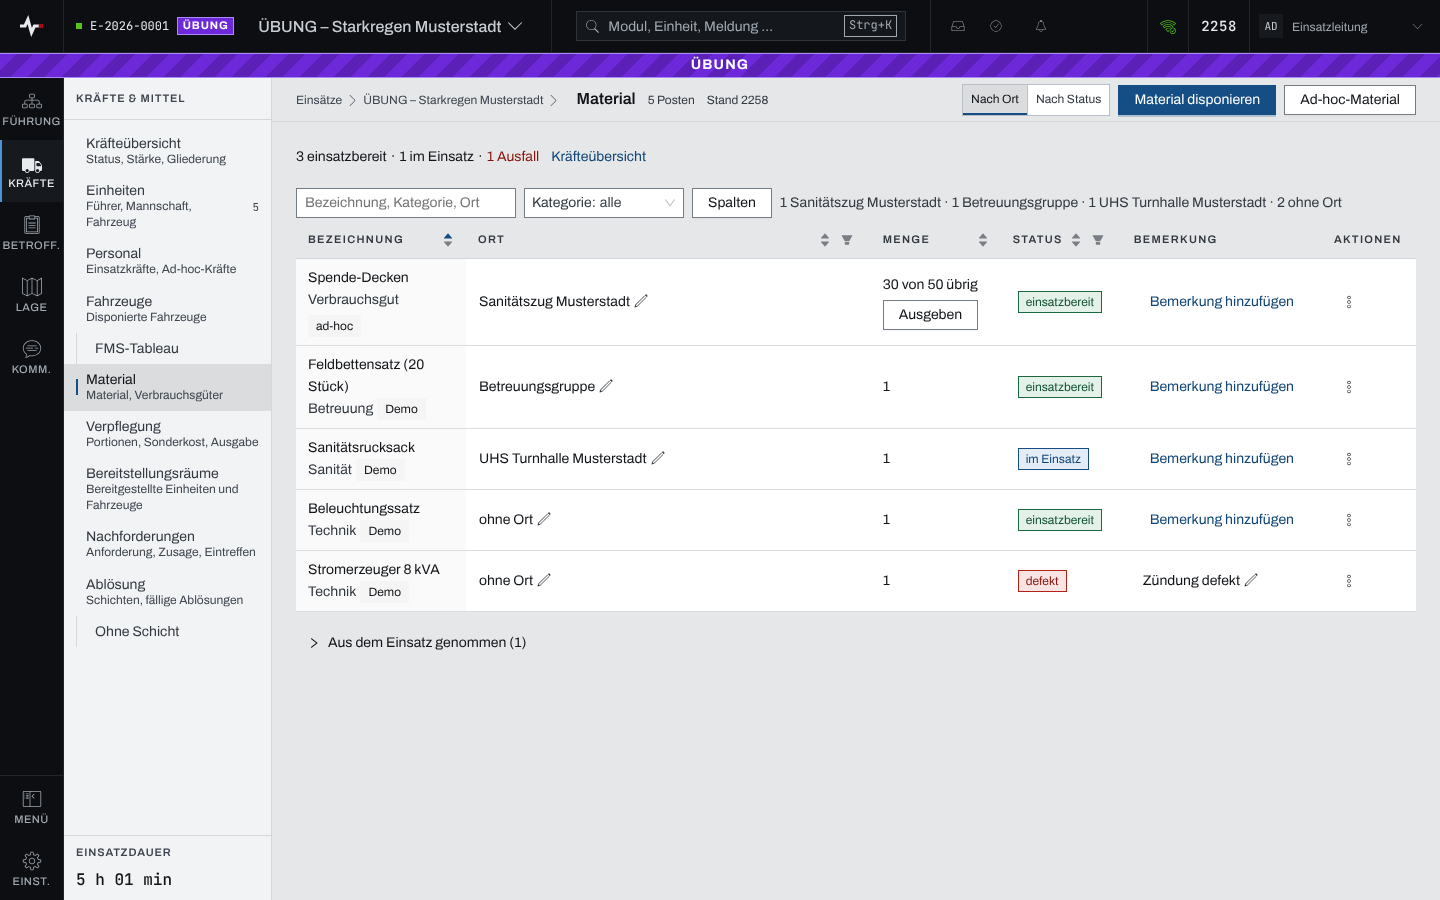 E-2026-0001 ÜBUNG ÜBUNG – Starkregen Musterstadt Modul, Einheit, Meldung ... Strg+K 2258 AD Einsatzleitung
ÜBUNG
FÜHRUNG
KRÄFTE
BETROFF.
LAGE
KOMM.
MENÜ
EINST.
KRÄFTE & MITTEL
Kräfteübersicht
Status, Stärke, Gliederung
Einheiten
Führer, Mannschaft,
Fahrzeug
5
Personal
Einsatzkräfte, Ad-hoc-Kräfte
Fahrzeuge
Disponierte Fahrzeuge
FMS-Tableau
Material
Material, Verbrauchsgüter
Verpflegung
Portionen, Sonderkost, Ausgabe
Bereitstellungsräume
Bereitgestellte Einheiten und
Fahrzeuge
Nachforderungen
Anforderung, Zusage, Eintreffen
Ablösung
Schichten, fällige Ablösungen
Ohne Schicht
EINSATZDAUER
5 h 01 min
Einsätze ÜBUNG – Starkregen Musterstadt Material 5 Posten Stand 2258 Nach Ort Nach Status Material disponieren Ad-hoc-Material
3 einsatzbereit · 1 im Einsatz · 1 Ausfall Kräfteübersicht
Bezeichnung, Kategorie, Ort Kategorie: alle Spalten 1 Sanitätszug Musterstadt · 1 Betreuungsgruppe · 1 UHS Turnhalle Musterstadt · 2 ohne Ort
BEZEICHNUNG ORT MENGE STATUS BEMERKUNG AKTIONEN
Spende-Decken
Verbrauchsgut
ad-hoc
Sanitätszug Musterstadt
30 von 50 übrig
Ausgeben
einsatzbereit
Bemerkung hinzufügen
Feldbettensatz (20
Stück)
Betreuung Demo
Betreuungsgruppe
1
einsatzbereit
Bemerkung hinzufügen
Sanitätsrucksack
Sanität Demo
UHS Turnhalle Musterstadt
1
im Einsatz
Bemerkung hinzufügen
Beleuchtungssatz
Technik Demo
ohne Ort
1
einsatzbereit
Bemerkung hinzufügen
Stromerzeuger 8 kVA
Technik Demo
ohne Ort
1
defekt
Zündung defekt
Aus dem Einsatz genommen (1)